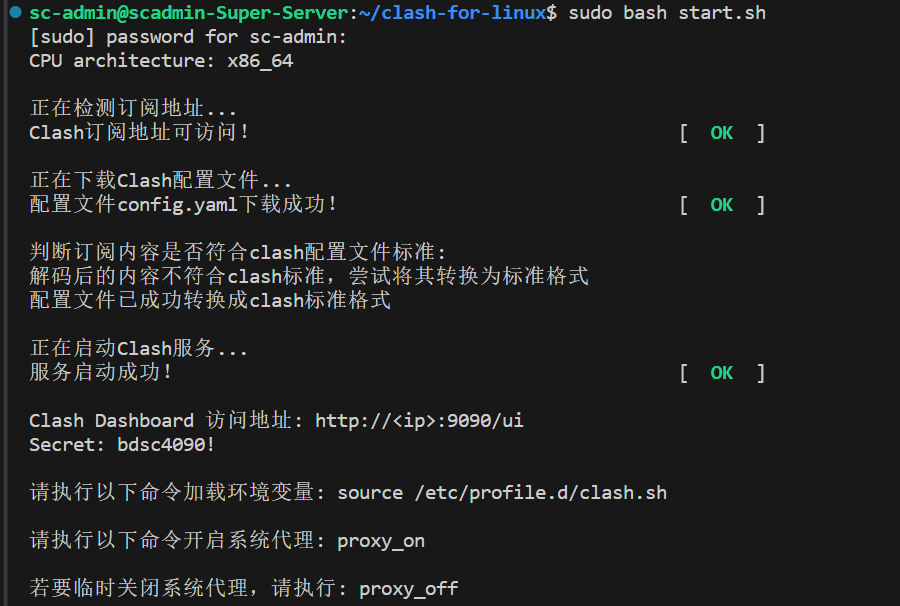 sc-admin@scadmin-Super-Server:~/clash-for-linux$ sudo bash start.sh
[sudo] password for sc-admin:
CPU architecture: x86_64
正在检测订阅地址...
Clash订阅地址可访问！ [ OK ]
正在下载Clash配置文件...
配置文件config.yaml下载成功！ [ OK ]
判断订阅内容是否符合clash配置文件标准:
解码后的内容不符合clash标准，尝试将其转换为标准格式
配置文件已成功转换成clash标准格式
正在启动Clash服务...
服务启动成功！ [ OK ]
Clash Dashboard 访问地址: http://<ip>:9090/ui
Secret: bdsc4090!
请执行以下命令加载环境变量: source /etc/profile.d/clash.sh
请执行以下命令开启系统代理: proxy_on
若要临时关闭系统代理，请执行: proxy_off